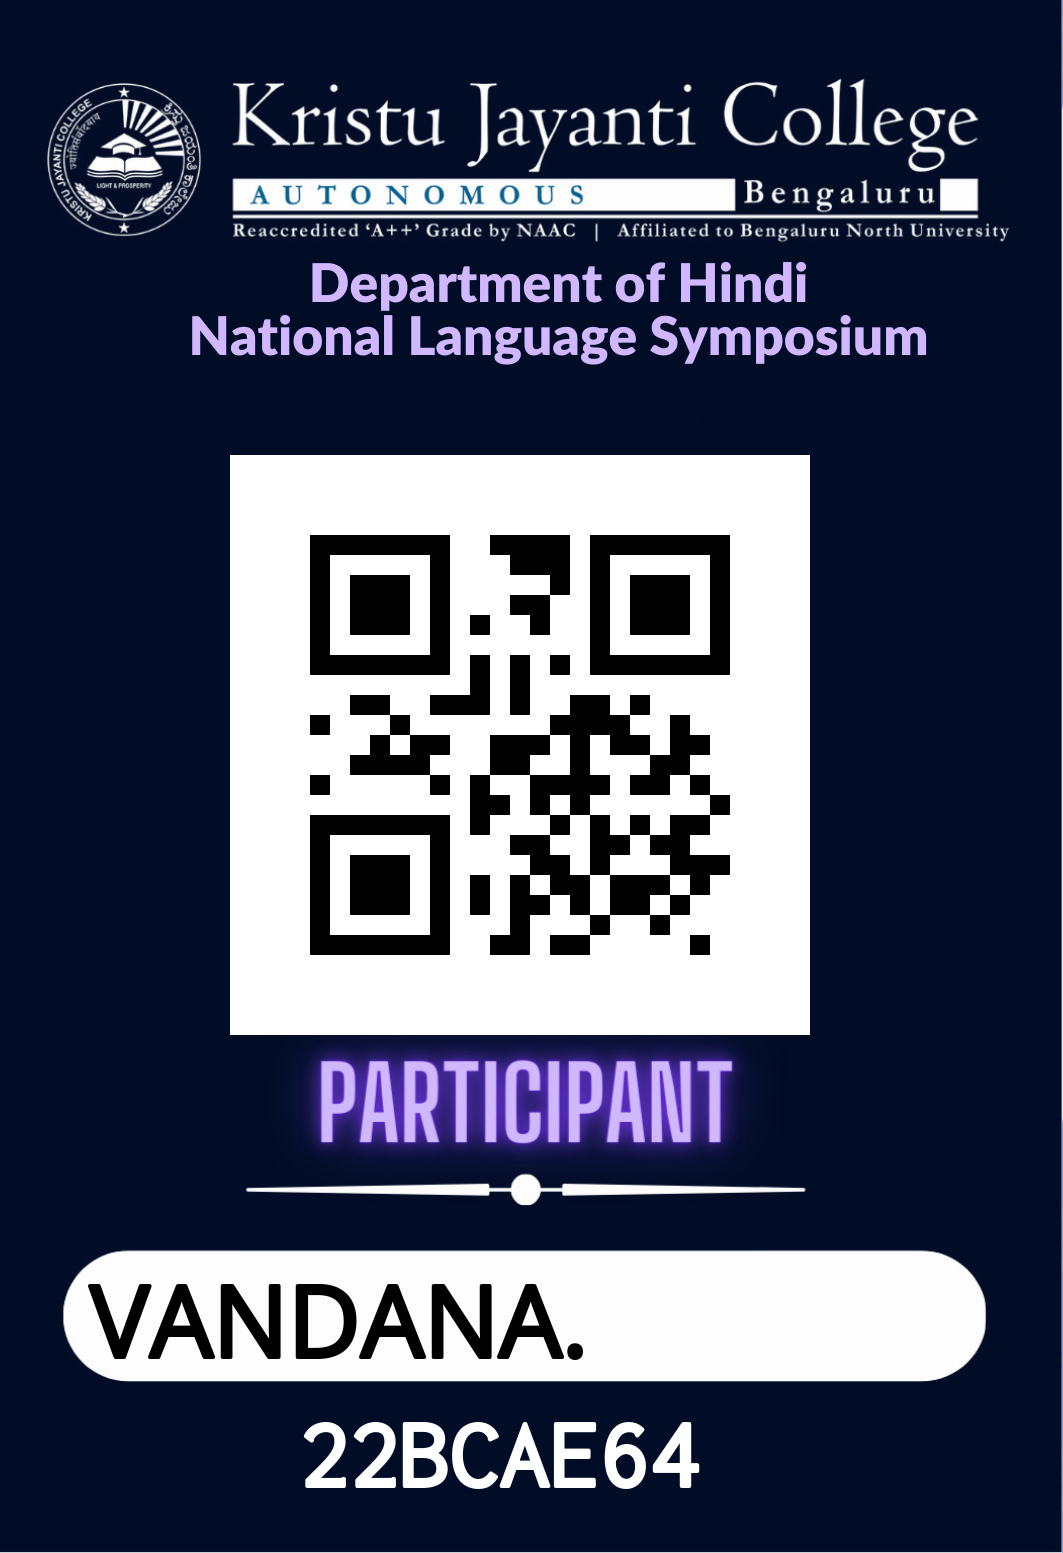 KRISTU JAYANTI COLLEGE
LIGHT & PROSPERITY
Kristu Jayanti College
AUTONOMOUS Bengaluru
Reaccredited ‘A++’ Grade by NAAC | Affiliated to Bengaluru North University
Department of Hindi
National Language Symposium
PARTICIPANT
VANDANA.
22BCAE64